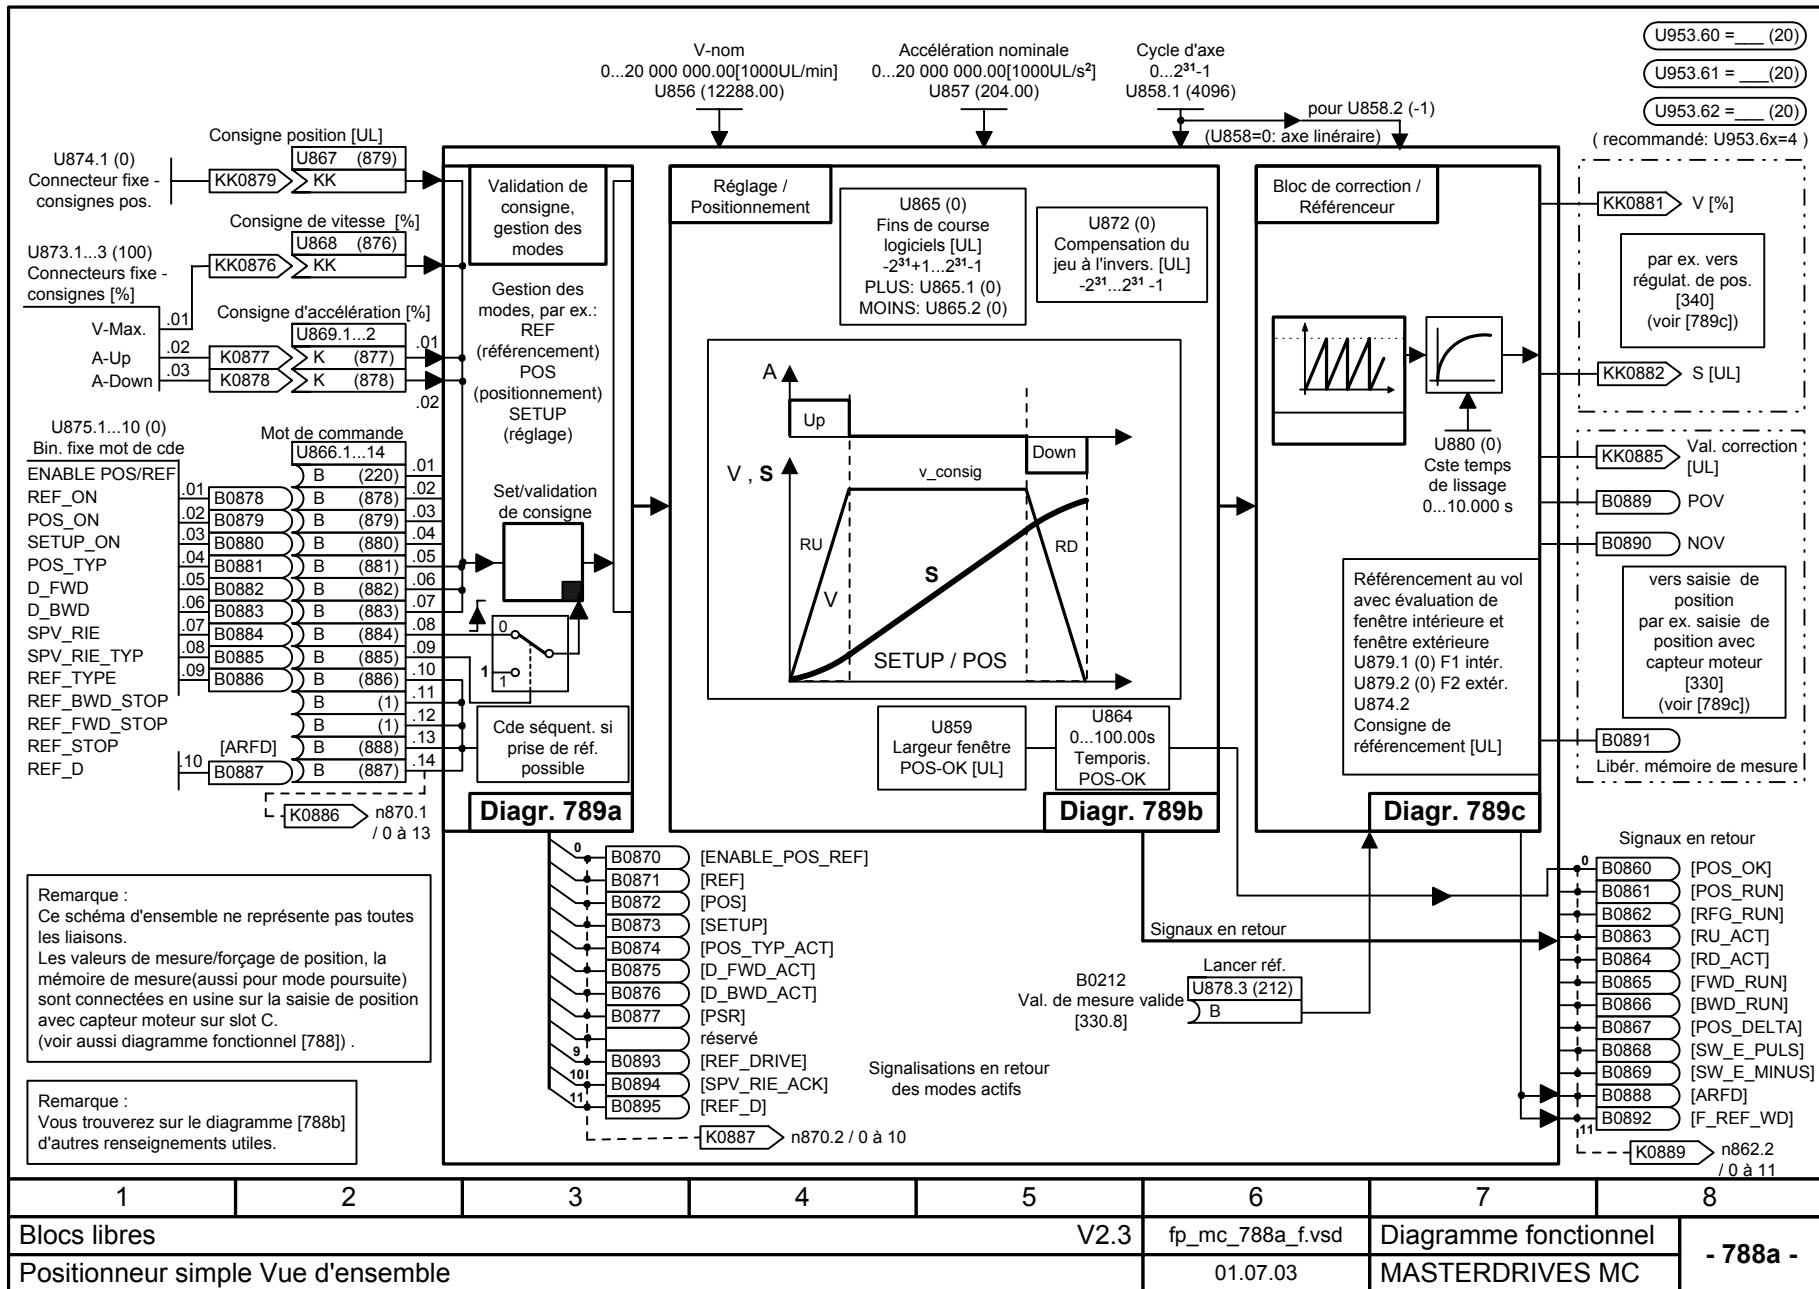 U953.60 =___ (20)
U953.61 = ___(20)
U953.62 =___ (20)
( recommandé: U953.6x=4 )
V-nom
0...20 000 000.00[1000UL/min]
U856 (12288.00)
Accélération nominale
0...20 000 000.00[1000UL/s²]
U857 (204.00)
Cycle d'axe
0...2³¹-1
U858.1 (4096)
pour U858.2 (-1)
(U858=0: axe linéraire)
Consigne position [UL]
U874.1 (0)
Connecteur fixe -
consignes pos.
KK0879
U867 (879)
KK
Consigne de vitesse [%]
U873.1...3 (100)
Connecteurs fixe -
consignes [%]
KK0876
U868 (876)
KK
Consigne d'accélération [%]
V-Max. .01
A-Up .02
A-Down .03
K0877
K0878
U869.1...2
K (877) .01
K (878) .02
U875.1...10 (0)
Bin. fixe mot de cde
Mot de commande
U866.1...14
ENABLE POS/REF B (220) .01
REF_ON .01 B0878 B (878) .02
POS_ON .02 B0879 B (879) .03
SETUP_ON .03 B0880 B (880) .04
POS_TYP .04 B0881 B (881) .05
D_FWD .05 B0882 B (882) .06
D_BWD .06 B0883 B (883) .07
SPV_RIE .07 B0884 B (884) .08
SPV_RIE_TYP .08 B0885 B (885) .09
REF_TYPE .09 B0886 B (886) .10
REF_BWD_STOP B (1) .11
REF_FWD_STOP B (1) .12
REF_STOP [ARFD] B (888) .13
REF_D .10 B0887 B (887) .14
K0886
n870.1
/ 0 à 13
Validation de
consigne,
gestion des
modes
Gestion des
modes, par ex.:
REF
(référencement)
POS
(positionnement)
SETUP
(réglage)
Set/validation
de consigne
0
1
1
Cde séquent. si
prise de réf.
possible
Diagr. 789a
Réglage /
Positionnement
U865 (0)
Fins de course
logiciels [UL]
-2³¹+1...2³¹-1
PLUS: U865.1 (0)
MOINS: U865.2 (0)
U872 (0)
Compensation du
jeu à l'invers. [UL]
-2³¹...2³¹ -1
A
Up
Down
V , S
v_consig
RU
RD
S
V
SETUP / POS
U859
Largeur fenêtre
POS-OK [UL]
U864
0...100.00s
Temporis.
POS-OK
Diagr. 789b
Bloc de correction /
Référenceur
U880 (0)
Cste temps
de lissage
0...10.000 s
Référencement au vol
avec évaluation de
fenêtre intérieure et
fenêtre extérieure
U879.1 (0) F1 intér.
U879.2 (0) F2 extér.
U874.2
Consigne de
référencement [UL]
Diagr. 789c
KK0881 V [%]
par ex. vers
régulat. de pos.
[340]
(voir [789c])
KK0882 S [UL]
KK0885 Val. correction
[UL]
B0889 POV
B0890 NOV
vers saisie de
position
par ex. saisie de
position avec
capteur moteur
[330]
(voir [789c])
B0891
Libér. mémoire de mesure
Signaux en retour
0 B0860 [POS_OK]
B0861 [POS_RUN]
B0862 [RFG_RUN]
B0863 [RU_ACT]
B0864 [RD_ACT]
B0865 [FWD_RUN]
B0866 [BWD_RUN]
B0867 [POS_DELTA]
B0868 [SW_E_PULS]
B0869 [SW_E_MINUS]
B0888 [ARFD]
11 B0892 [F_REF_WD]
K0889
n862.2
/ 0 à 11
0 B0870 [ENABLE_POS_REF]
B0871 [REF]
B0872 [POS]
B0873 [SETUP]
B0874 [POS_TYP_ACT]
B0875 [D_FWD_ACT]
B0876 [D_BWD_ACT]
B0877 [PSR]
réservé
9 B0893 [REF_DRIVE]
10 B0894 [SPV_RIE_ACK]
11 B0895 [REF_D]
K0887 n870.2 / 0 à 10
Signalisations en retour
des modes actifs
Signaux en retour
B0212
Val. de mesure valide
[330.8]
Lancer réf.
U878.3 (212)
B
Remarque :
Ce schéma d'ensemble ne représente pas toutes
les liaisons.
Les valeurs de mesure/forçage de position, la
mémoire de mesure(aussi pour mode poursuite)
sont connectées en usine sur la saisie de position
avec capteur moteur sur slot C.
(voir aussi diagramme fonctionnel [788]) .
Remarque :
Vous trouverez sur le diagramme [788b]
d'autres renseignements utiles.
1 2 3 4 5 6 7 8
Blocs libres V2.3 fp_mc_788a_f.vsd Diagramme fonctionnel
- 788a -
Positionneur simple Vue d'ensemble 01.07.03 MASTERDRIVES MC